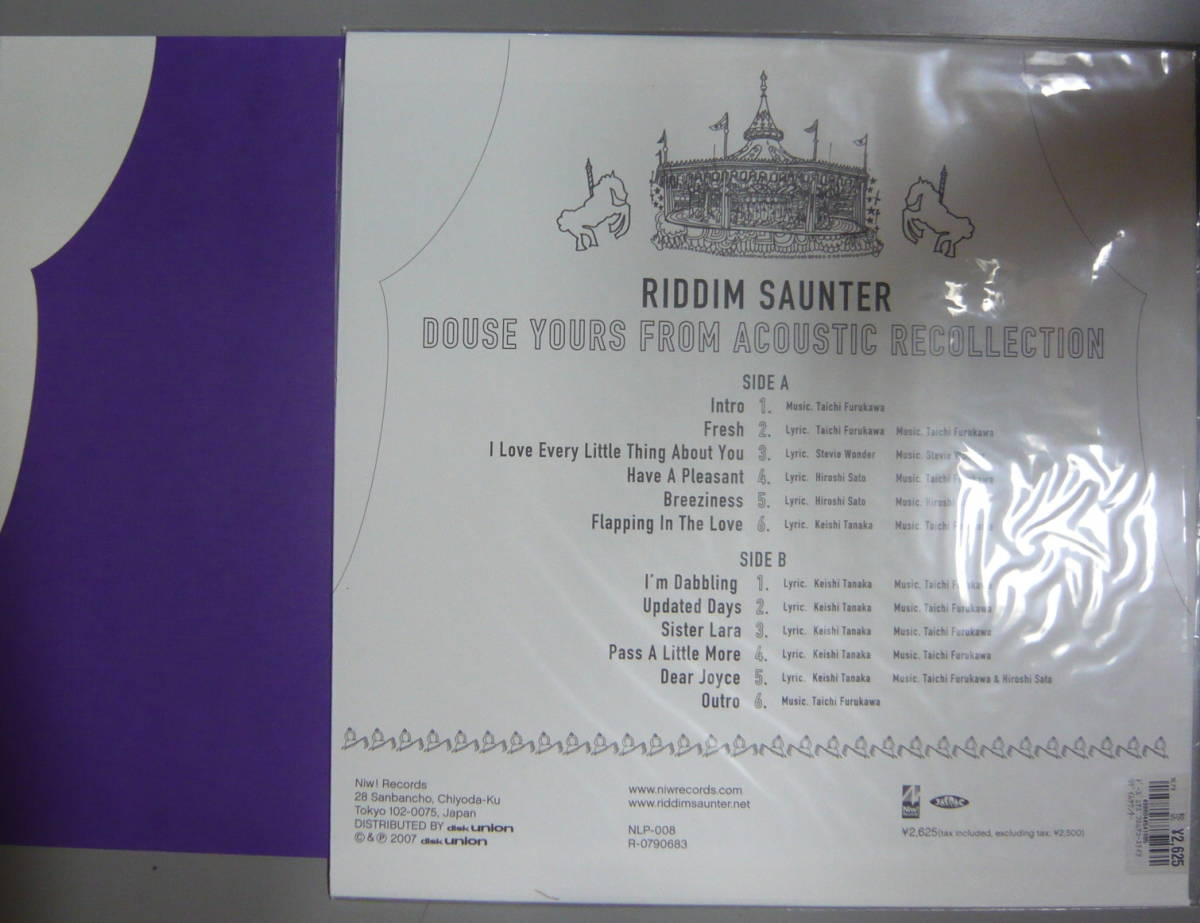 RIDDIM SAUNTER
DOUSE YOURS FROM ACOUSTIC RECOLLECTION
SIDE A
Intro 1. Music. Taichi Furukawa
Fresh 2. Lyric. Taichi Furukawa Music. Taichi Furukawa
I Love Every Little Thing About You 3. Lyric. Stevie Wonder Music. Stevie
Have A Pleasant 4. Lyric. Hiroshi Sato Music. Taichi Furukawa
Breeziness 5. Lyric. Hiroshi Sato Music. Hiroshi
Flapping In The Love 6. Lyric. Keishi Tanaka Music. Taichi
SIDE B
I'm Dabbling 1. Lyric. Keishi Tanaka Music. Taichi Furukawa
Updated Days 2. Lyric. Keishi Tanaka Music. Taichi Furukawa
Sister Lara 3. Lyric. Keishi Tanaka Music. Taichi Furukawa
Pass A Little More 4. Lyric. Keishi Tanaka Music. Taichi Furukawa
Dear Joyce 5. Lyric. Keishi Tanaka Music. Taichi Furukawa & Hiroshi Sato
Outro 6. Music. Taichi Furukawa
Niw! Records
28 Sanbancho, Chiyoda-Ku
Tokyo 102-0075, Japan
DISTRIBUTED BY disk union
© & ℗ 2007 disk union
www.niwrecords.com
www.riddimsaunter.net
NLP-008
R-0790683
Niw!
JASRAC
¥2,625(tax included, excluding tax: ¥2,500)
¥2,625